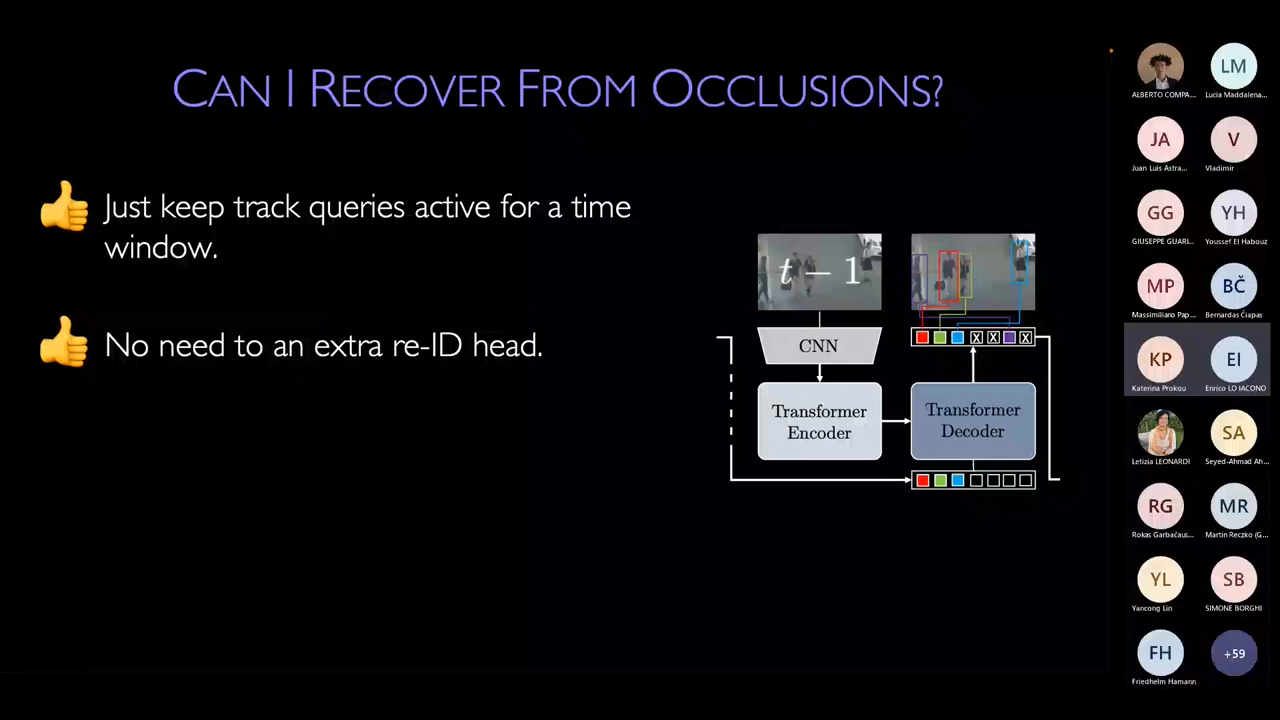 CAN I RECOVER FROM OCCLUSIONS?
Just keep track queries active for a time
window.
No need to an extra re-ID head.
t − 1
CNN
Transformer
Encoder
Transformer
Decoder
X X X
ALBERTO COMPA...
LM
Lucia Maddalena...
JA
Juan Luis Astra...
V
Vladimir
GG
GIUSEPPE GUARI...
YH
Youssef El Habouz
MP
Massimiliano Pap...
BČ
Bernardas Čiapas
KP
Katerina Prokou
EI
Enrico LO IACONO
Letizia LEONARDI
SA
Seyed-Ahmad Ah...
RG
Rokas Garbačaus...
MR
Martin Reczko (G...
YL
Yancong Lin
SB
SIMONE BORGHI
FH
Friedhelm Hamann
+59